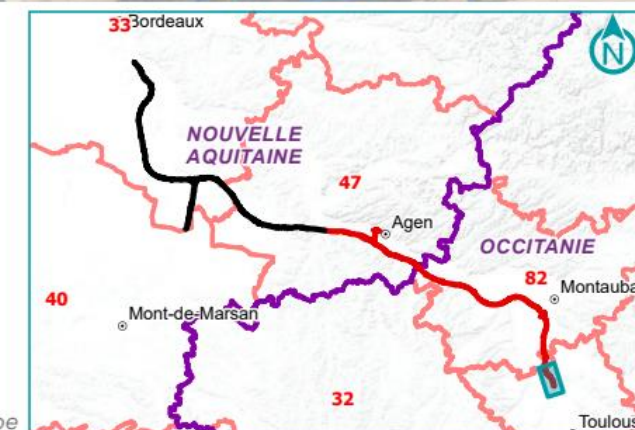 33
Bordeaux
N
NOUVELLE
AQUITAINE
47
Agen
OCCITANIE
82
Montauba
40
Mont-de-Marsan
32
Toulous